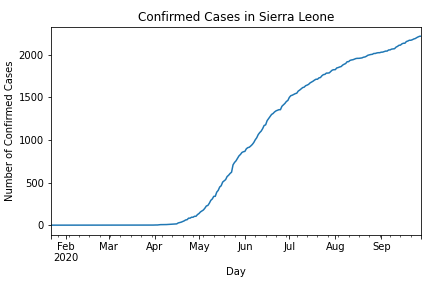 Confirmed Cases in Sierra Leone
Number of Confirmed Cases
2000
1500
1000
500
0
Feb Mar Apr May Jun Jul Aug Sep
2020
Day